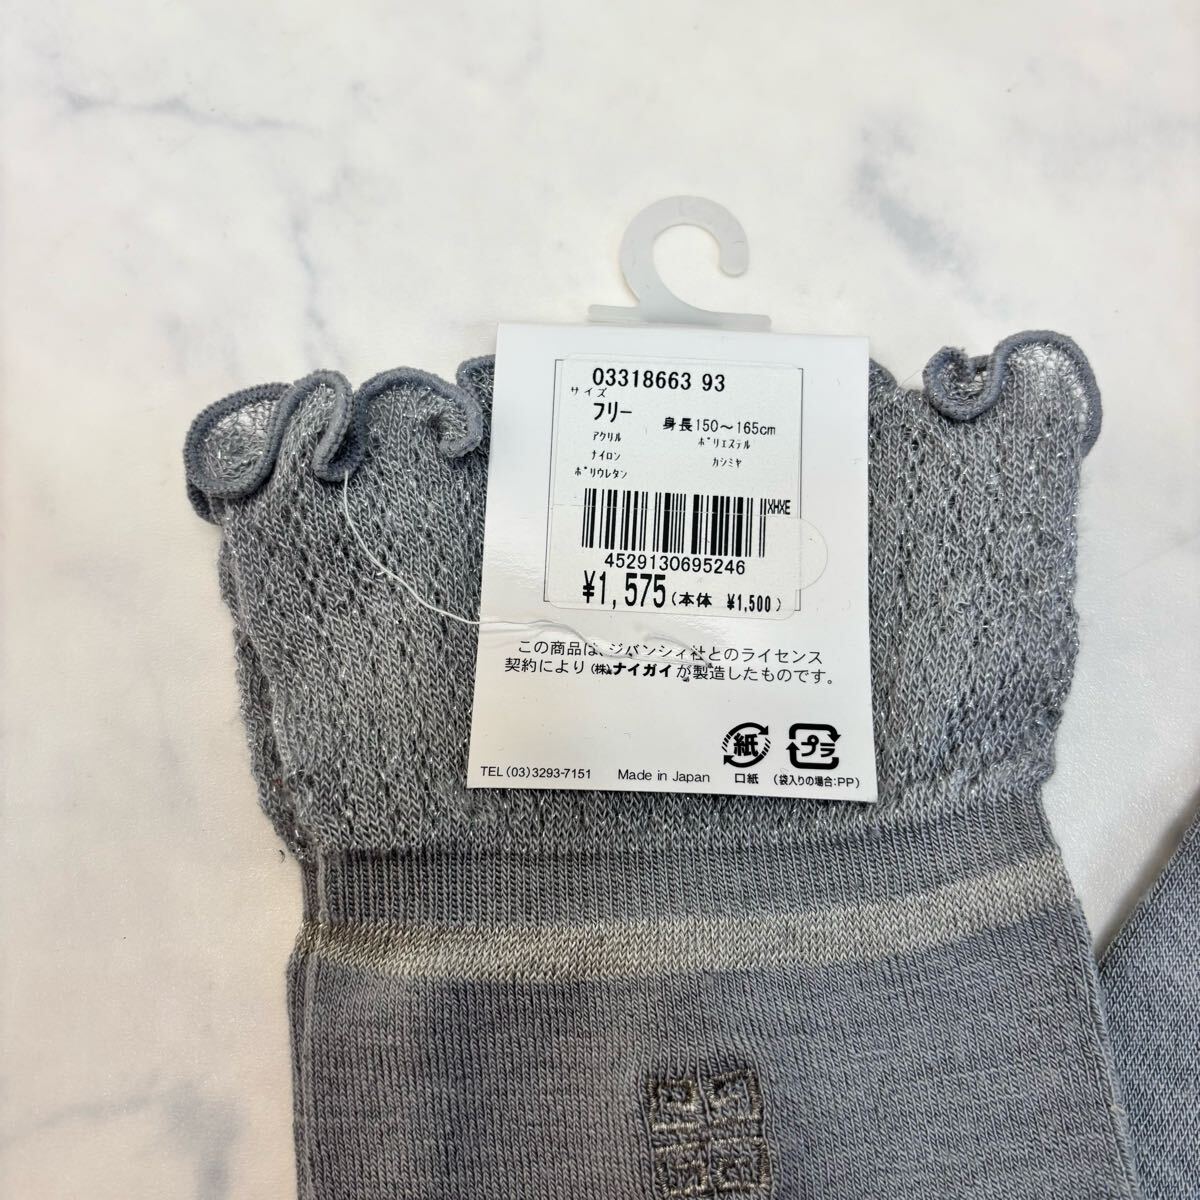 03318663 93
サイズ
フリー 身長150～165cm
アクリル ポリエステル
ナイロン カシミヤ
ポリウレタン
XHXE
4529130695246
¥1,575(本体 ¥1,500)
この商品は、ジバンシィ社とのライセンス
契約により(株)ナイガイが製造したものです。
紙 プラ
TEL(03)3293-7151 Made in Japan 口紙 (袋入りの場合:PP)